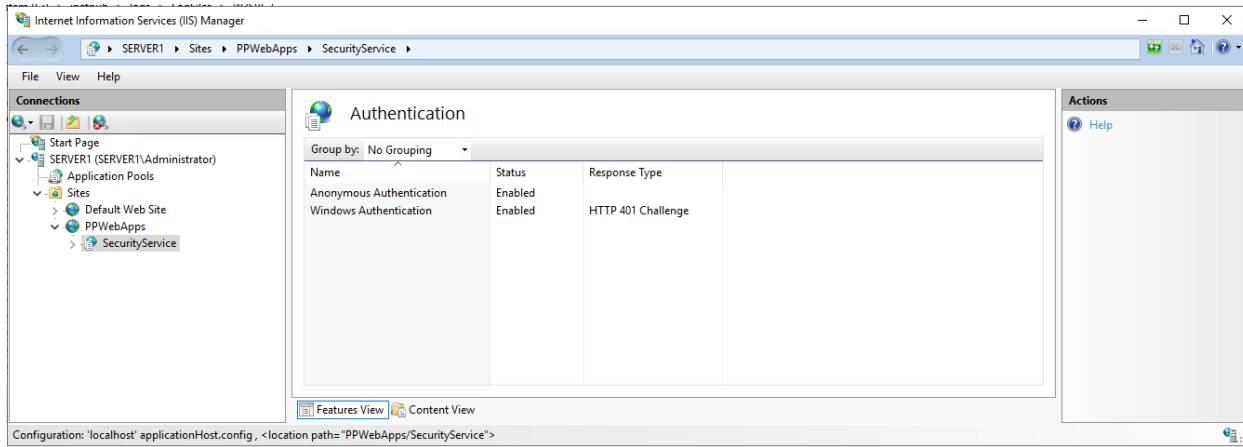 Internet Information Services (IIS) Manager
SERVER1 Sites PPWebApps SecurityService
File View Help
Connections
Start Page
SERVER1 (SERVER1\Administrator)
Application Pools
Sites
Default Web Site
PPWebApps
SecurityService
Authentication
Group by: No Grouping
Name Status Response Type
Anonymous Authentication Enabled
Windows Authentication Enabled HTTP 401 Challenge
Features View Content View
Actions
Help
Configuration: 'localhost' applicationHost.config , <location path="PPWebApps/SecurityService">